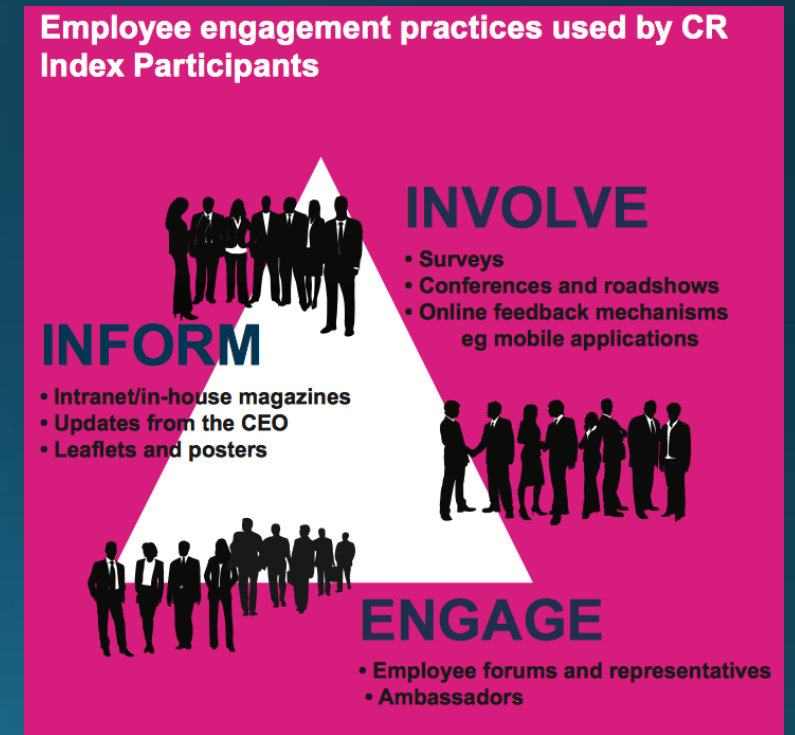 Employee engagement practices used by CR
Index Participants
INVOLVE
• Surveys
• Conferences and roadshows
• Online feedback mechanisms
eg mobile applications
INFORM
• Intranet/in-house magazines
• Updates from the CEO
• Leaflets and posters
ENGAGE
• Employee forums and representatives
• Ambassadors